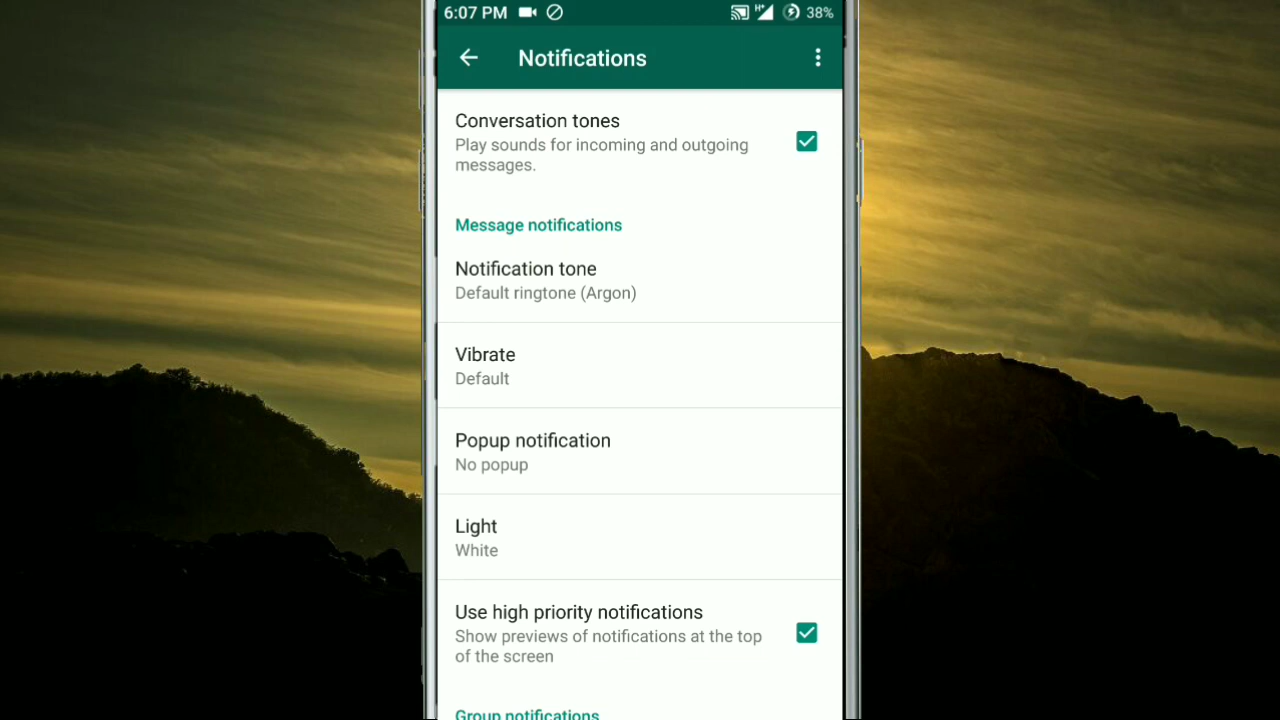 6:07 PM H+ 38%
Notifications
Conversation tones
Play sounds for incoming and outgoing
messages.
Message notifications
Notification tone
Default ringtone (Argon)
Vibrate
Default
Popup notification
No popup
Light
White
Use high priority notifications
Show previews of notifications at the top
of the screen
Group notifications